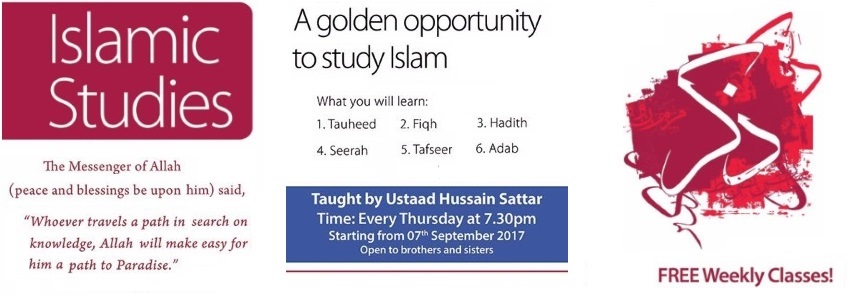 Islamic
Studies
The Messenger of Allah
(peace and blessings be upon him) said,
"Whoever travels a path in search on
knowledge, Allah will make easy for
him a path to Paradise."
A golden opportunity
to study Islam
What you will learn:
1. Tauheed 2. Fiqh 3. Hadith
4. Seerah 5. Tafseer 6. Adab
Taught by Ustaad Hussain Sattar
Time: Every Thursday at 7.30pm
Starting from 07th September 2017
Open to brothers and sisters
FREE Weekly Classes!